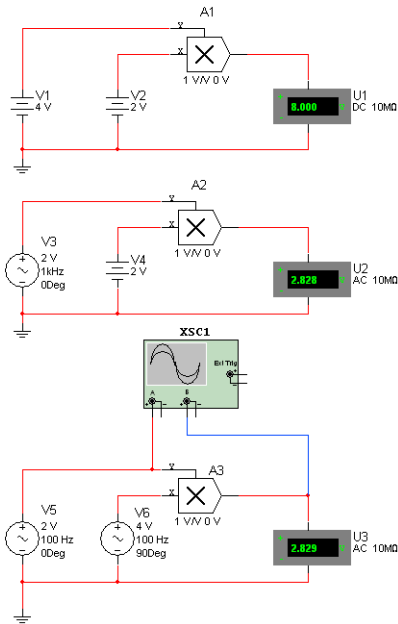 A1
Y
X
1 V/V 0 V
V1
4 V
V2
2 V
8.000
U1
DC 10MΩ
A2
Y
X
1 V/V 0 V
V3
2 V
1kHz
0Deg
V4
2 V
2.828
U2
AC 10MΩ
XSC1
Ext Trig
A
B
A3
Y
X
1 V/V 0 V
V5
2 V
100 Hz
0Deg
V6
4 V
100 Hz
90Deg
2.829
U3
AC 10MΩ